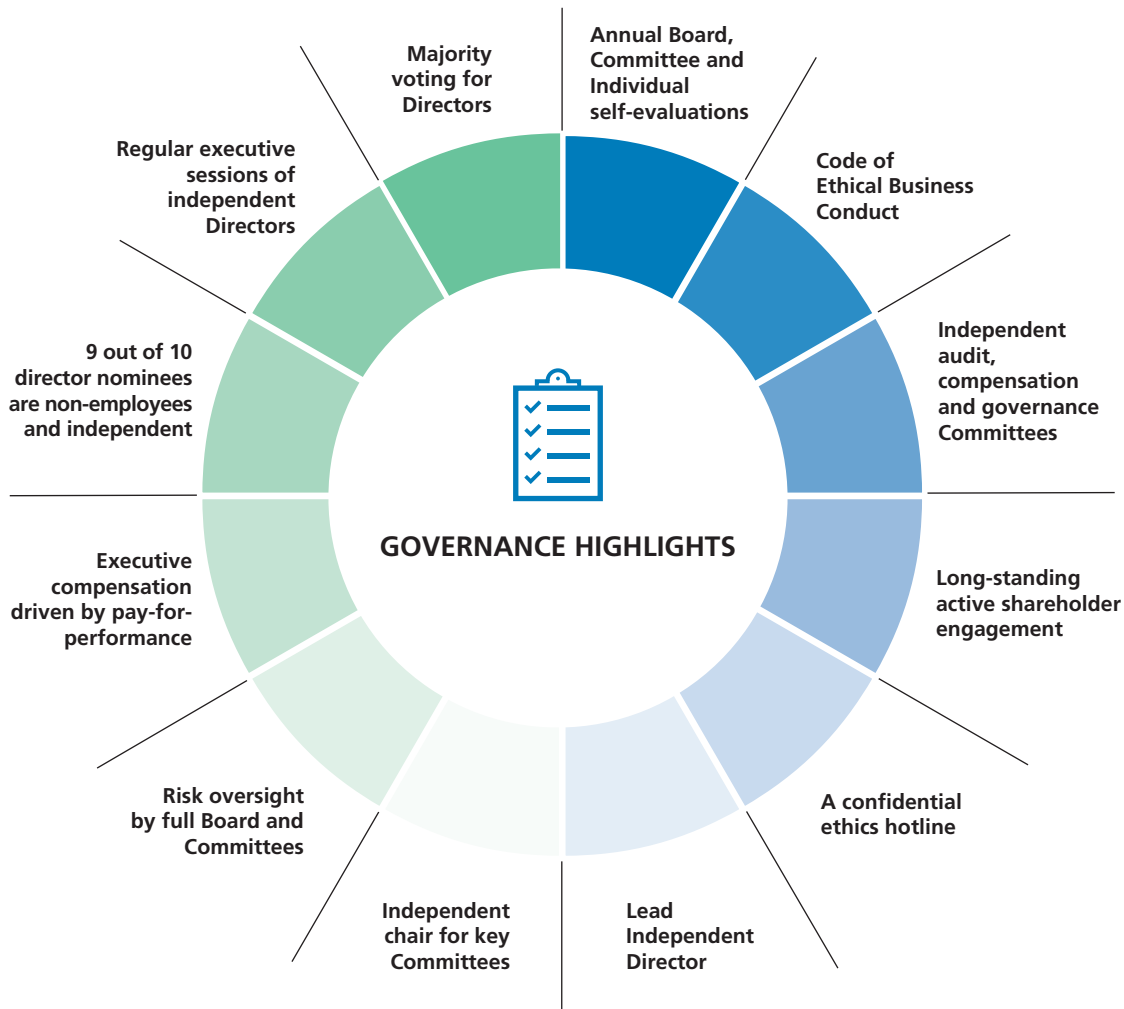 Annual Board,
Committee and
Individual
self-evaluations
Code of
Ethical Business
Conduct
Independent
audit,
compensation
and governance
Committees
Long-standing
active shareholder
engagement
A confidential
ethics hotline
Lead
Independent
Director
Independent
chair for key
Committees
Risk oversight
by full Board and
Committees
Executive
compensation
driven by pay-for-
performance
9 out of 10
director nominees
are non-employees
and independent
Regular executive
sessions of
independent
Directors
Majority
voting for
Directors
GOVERNANCE HIGHLIGHTS